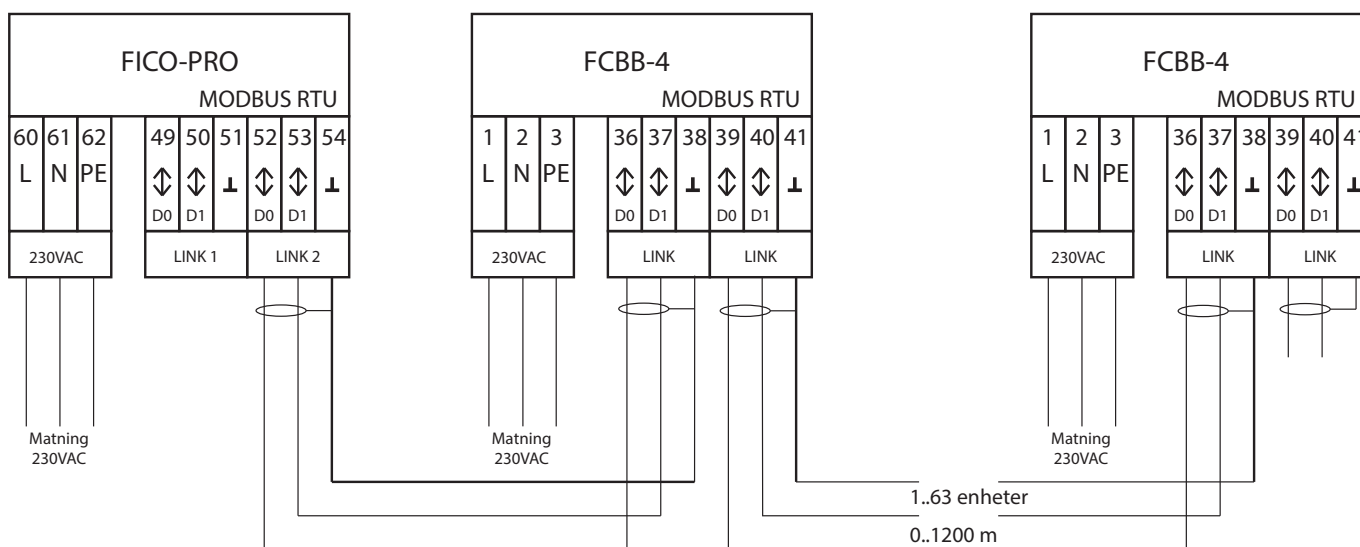 FICO-PRO
MODBUS RTU
60 61 62 49 50 51 52 53 54
L N PE
D0 D1 D0 D1
230VAC LINK 1 LINK 2
Matning
230VAC
FCBB-4
MODBUS RTU
1 2 3 36 37 38 39 40 41
L N PE
D0 D1 D0 D1
230VAC LINK LINK
Matning
230VAC
1..63 enheter
0..1200 m
FCBB-4
MODBUS RTU
1 2 3 36 37 38 39 40 41
L N PE
D0 D1 D0 D1
230VAC LINK LINK
Matning
230VAC